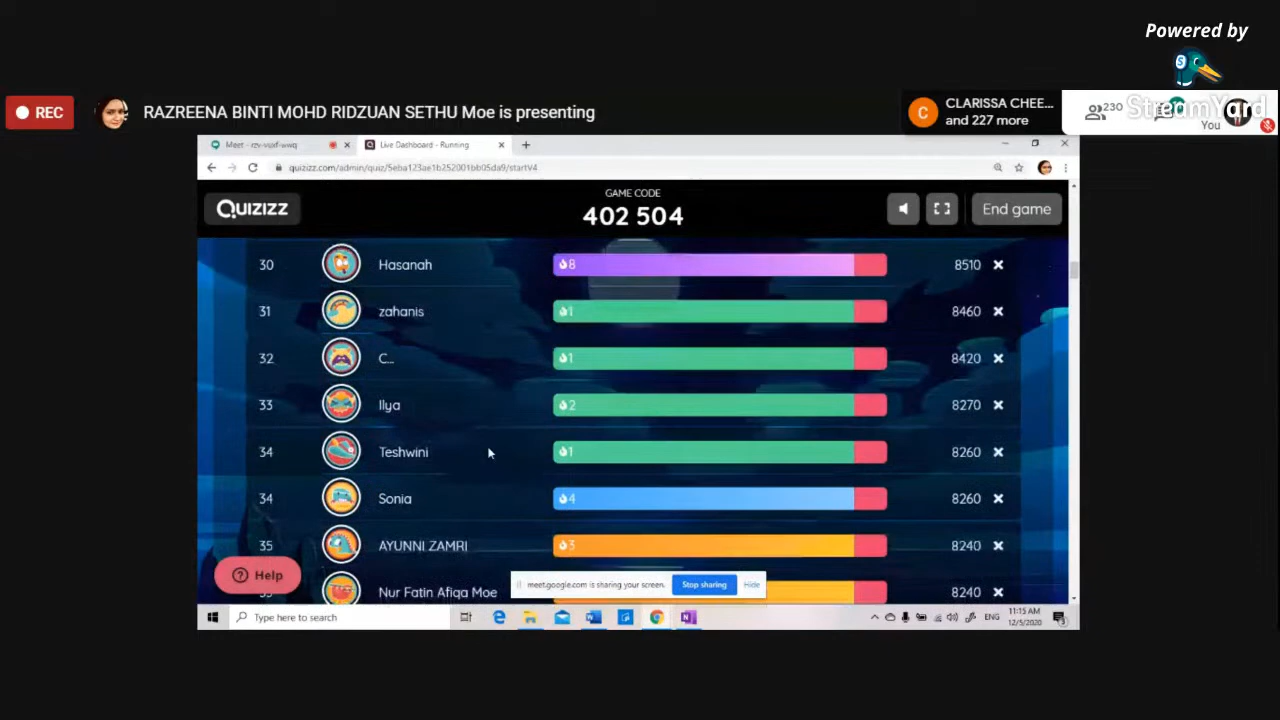 Powered by
StreamYard
REC
RAZREENA BINTI MOHD RIDZUAN SETHU Moe is presenting
C
CLARISSA CHEE...
and 227 more
230
You
Live Dashboard - Running
QUIZIZZ
GAME CODE
402 504
End game
30 Hasanah 8 8510
31 zahanis 1 8460
32 C... 1 8420
33 Ilya 2 8270
34 Teshwini 1 8260
34 Sonia 4 8260
35 AYUNNI ZAMRI 3 8240
35 Nur Fatin Afiqa Moe 8240
Help
meet.google.com is sharing your screen.
Stop sharing
Hide
Type here to search
ENG
11:15 AM
12/5/2020